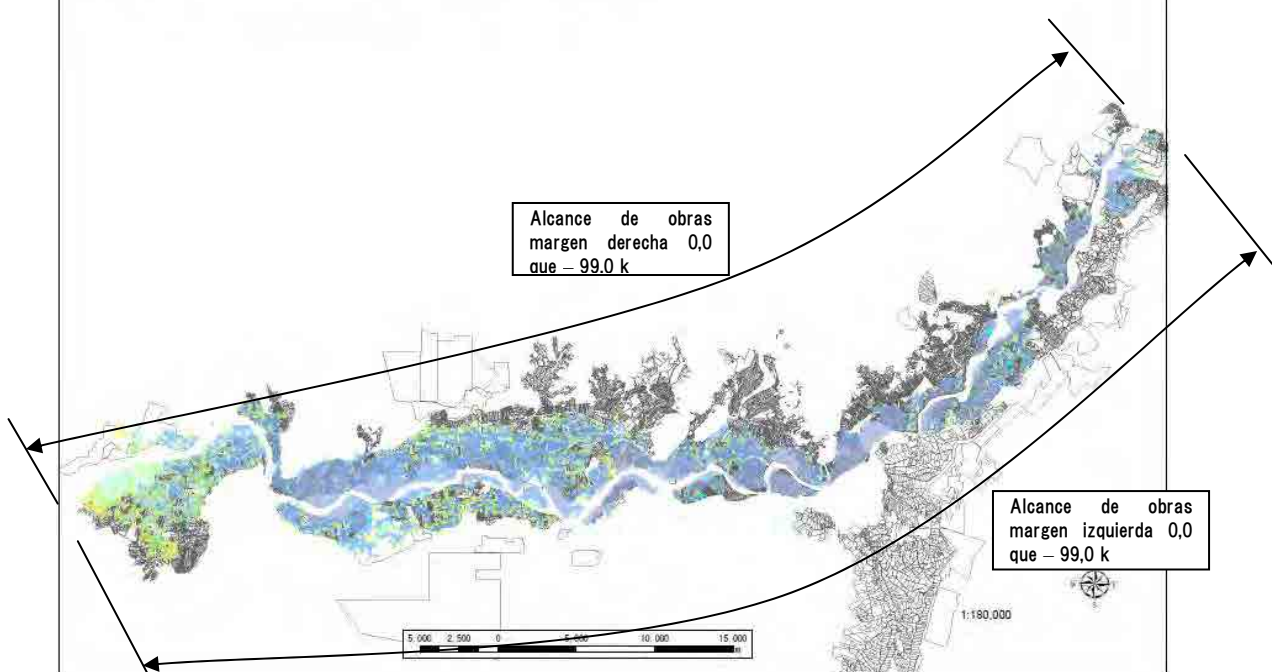 Alcance de obras
margen derecha 0,0
que – 99.0 k
Alcance de obras
margen izquierda 0,0
que – 99,0 k
S
1:180,000
5,000 2,500 0 5,000 10,000 15,000
m